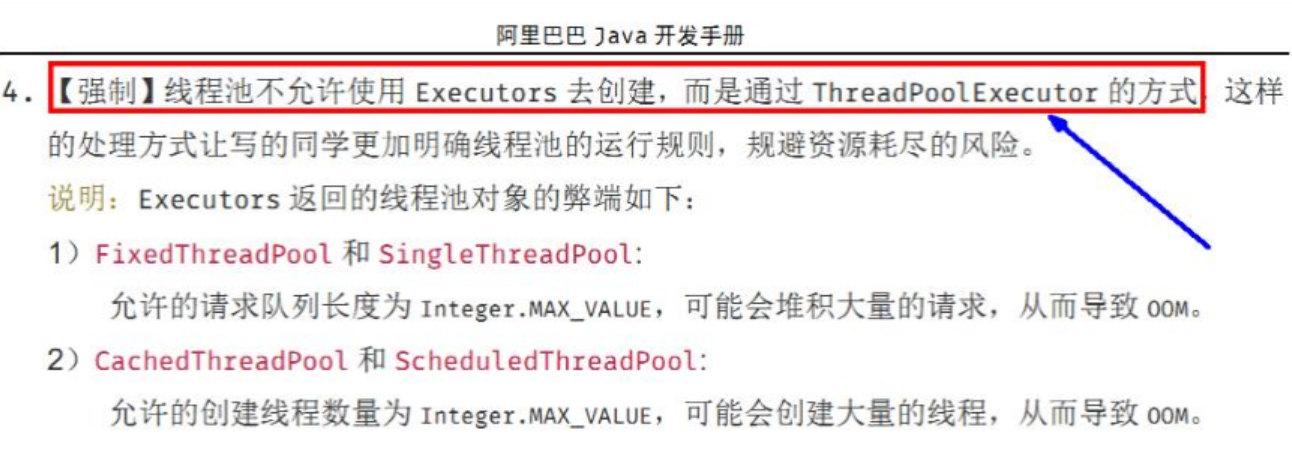 阿里巴巴 Java 开发手册
4. 【强制】线程池不允许使用 Executors 去创建，而是通过 ThreadPoolExecutor 的方式，这样
的处理方式让写的同学更加明确线程池的运行规则，规避资源耗尽的风险。
说明：Executors 返回的线程池对象的弊端如下：
1）FixedThreadPool 和 SingleThreadPool:
允许的请求队列长度为 Integer.MAX_VALUE，可能会堆积大量的请求，从而导致 OOM。
2）CachedThreadPool 和 ScheduledThreadPool:
允许的创建线程数量为 Integer.MAX_VALUE，可能会创建大量的线程，从而导致 OOM。